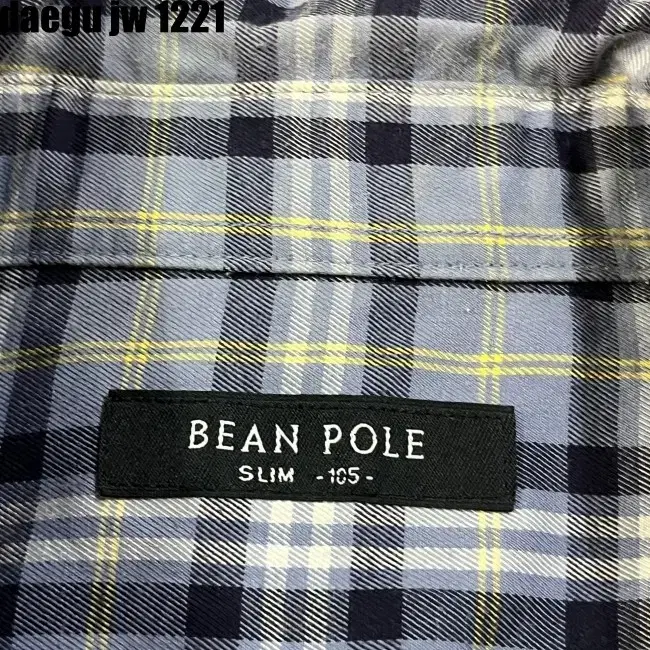 daegu jw 1221
BEAN POLE
SLIM -105-